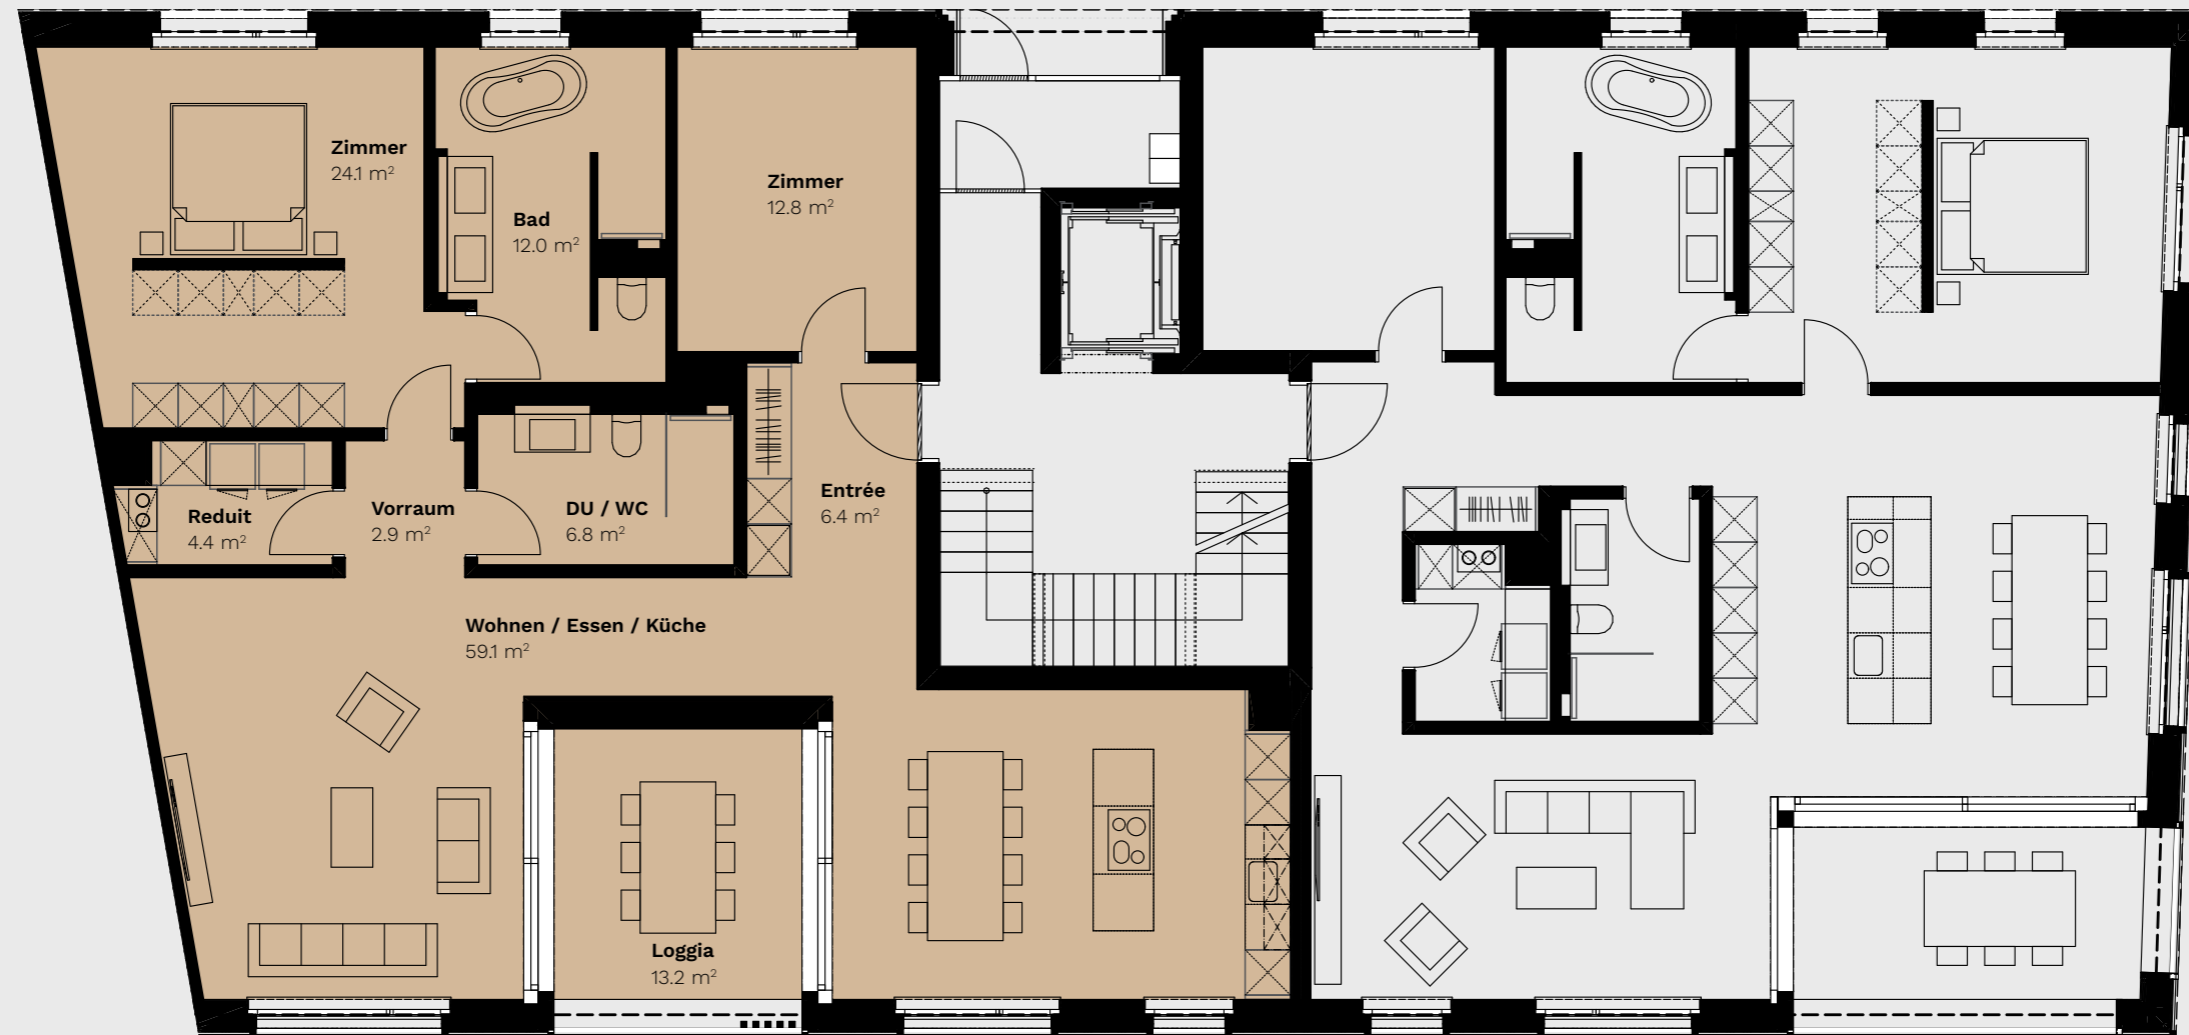 Zimmer
24.1 m²
Bad
12.0 m²
Zimmer
12.8 m²
Reduit
4.4 m²
Vorraum
2.9 m²
DU / WC
6.8 m²
Entrée
6.4 m²
Wohnen / Essen / Küche
59.1 m²
Loggia
13.2 m²